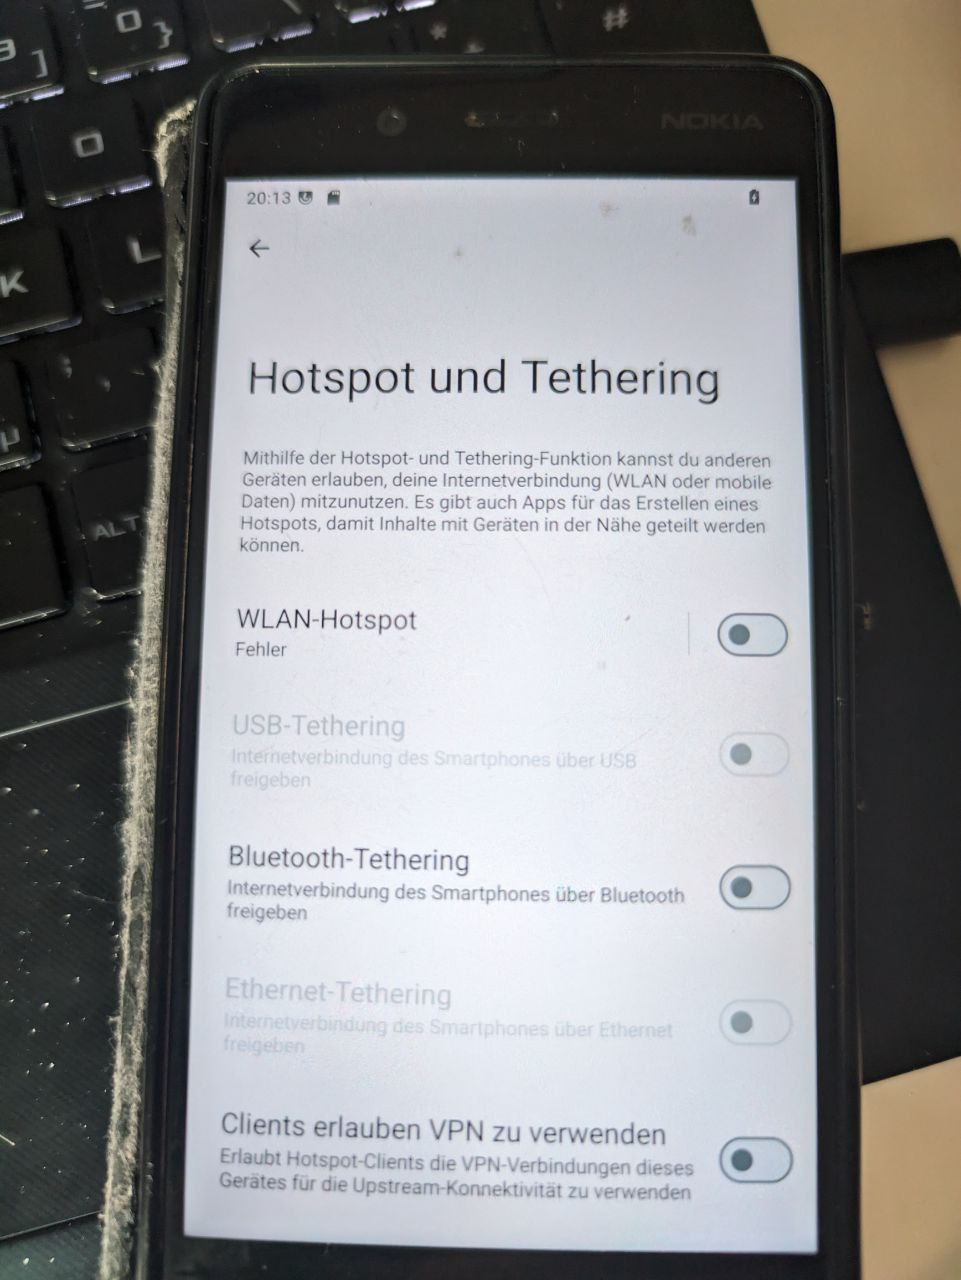 #
O
}
]
*
O
NOKIA
L
K
µ
ALT
20:13
Hotspot und Tethering
Mithilfe der Hotspot- und Tethering-Funktion kannst du anderen
Geräten erlauben, deine Internetverbindung (WLAN oder mobile
Daten) mitzunutzen. Es gibt auch Apps für das Erstellen eines
Hotspots, damit Inhalte mit Geräten in der Nähe geteilt werden
können.
WLAN-Hotspot
Fehler
USB-Tethering
Internetverbindung des Smartphones über USB
freigeben
Bluetooth-Tethering
Internetverbindung des Smartphones über Bluetooth
freigeben
Ethernet-Tethering
Internetverbindung des Smartphones über Ethernet
freigeben
Clients erlauben VPN zu verwenden
Erlaubt Hotspot-Clients die VPN-Verbindungen dieses
Gerätes für die Upstream-Konnektivität zu verwenden